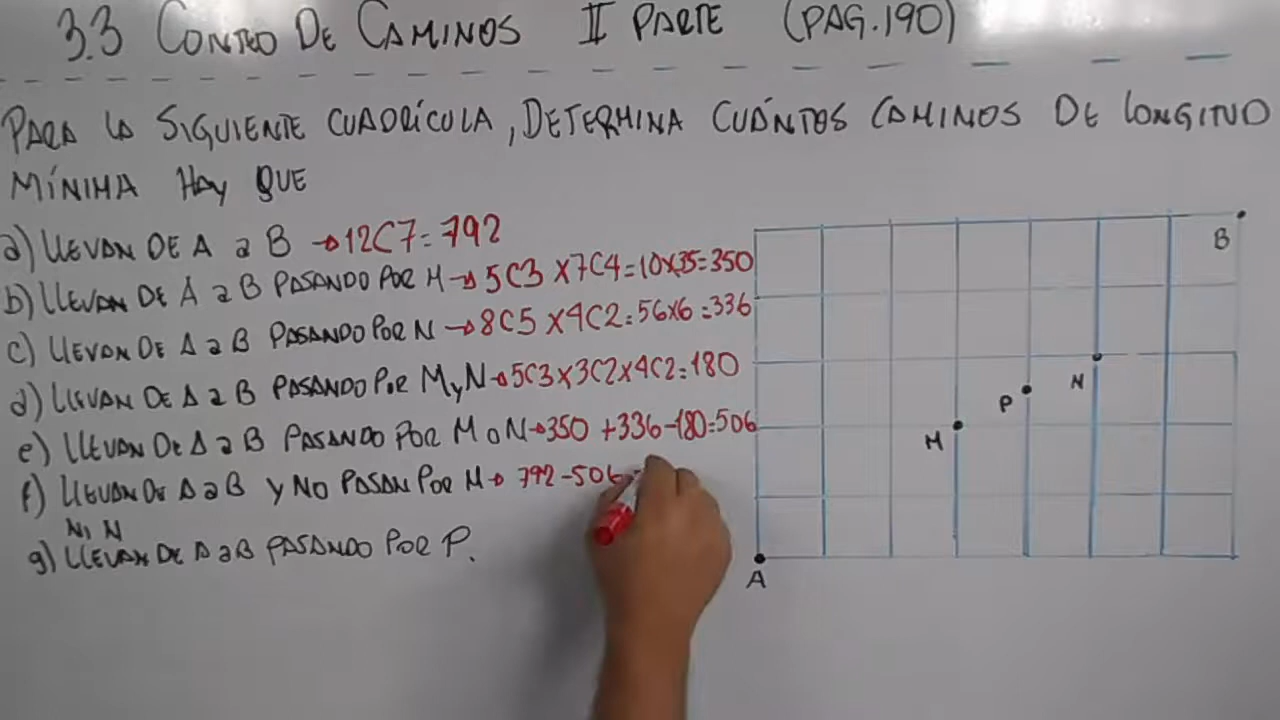 3.3 CONTEO DE CAMINOS II PARTE (PAG.190)
PARA LA SIGUIENTE CUADRÍCULA, DETERMINA CUÁNTOS CAMINOS DE LONGITUD
MÍNIMA HAY QUE
a) LLEVAN DE A a B → 12C7 = 792
b) LLEVAN DE A a B PASANDO POR M → 5C3 X 7C4 = 10X35 = 350
c) LLEVAN DE A a B PASANDO POR N → 8C5 X 4C2 = 56X6 = 336
d) LLEVAN DE A a B PASANDO POR M y N → 5C3 X 3C2 X 4C2 = 180
e) LLEVAN DE A a B PASANDO POR M O N → 350 + 336 - 180 = 506
f) LLEVAN DE A a B Y NO PASAN POR M → 792 - 506
NI N
g) LLEVAN DE A a B PASANDO POR P.
B
N
P
M
A